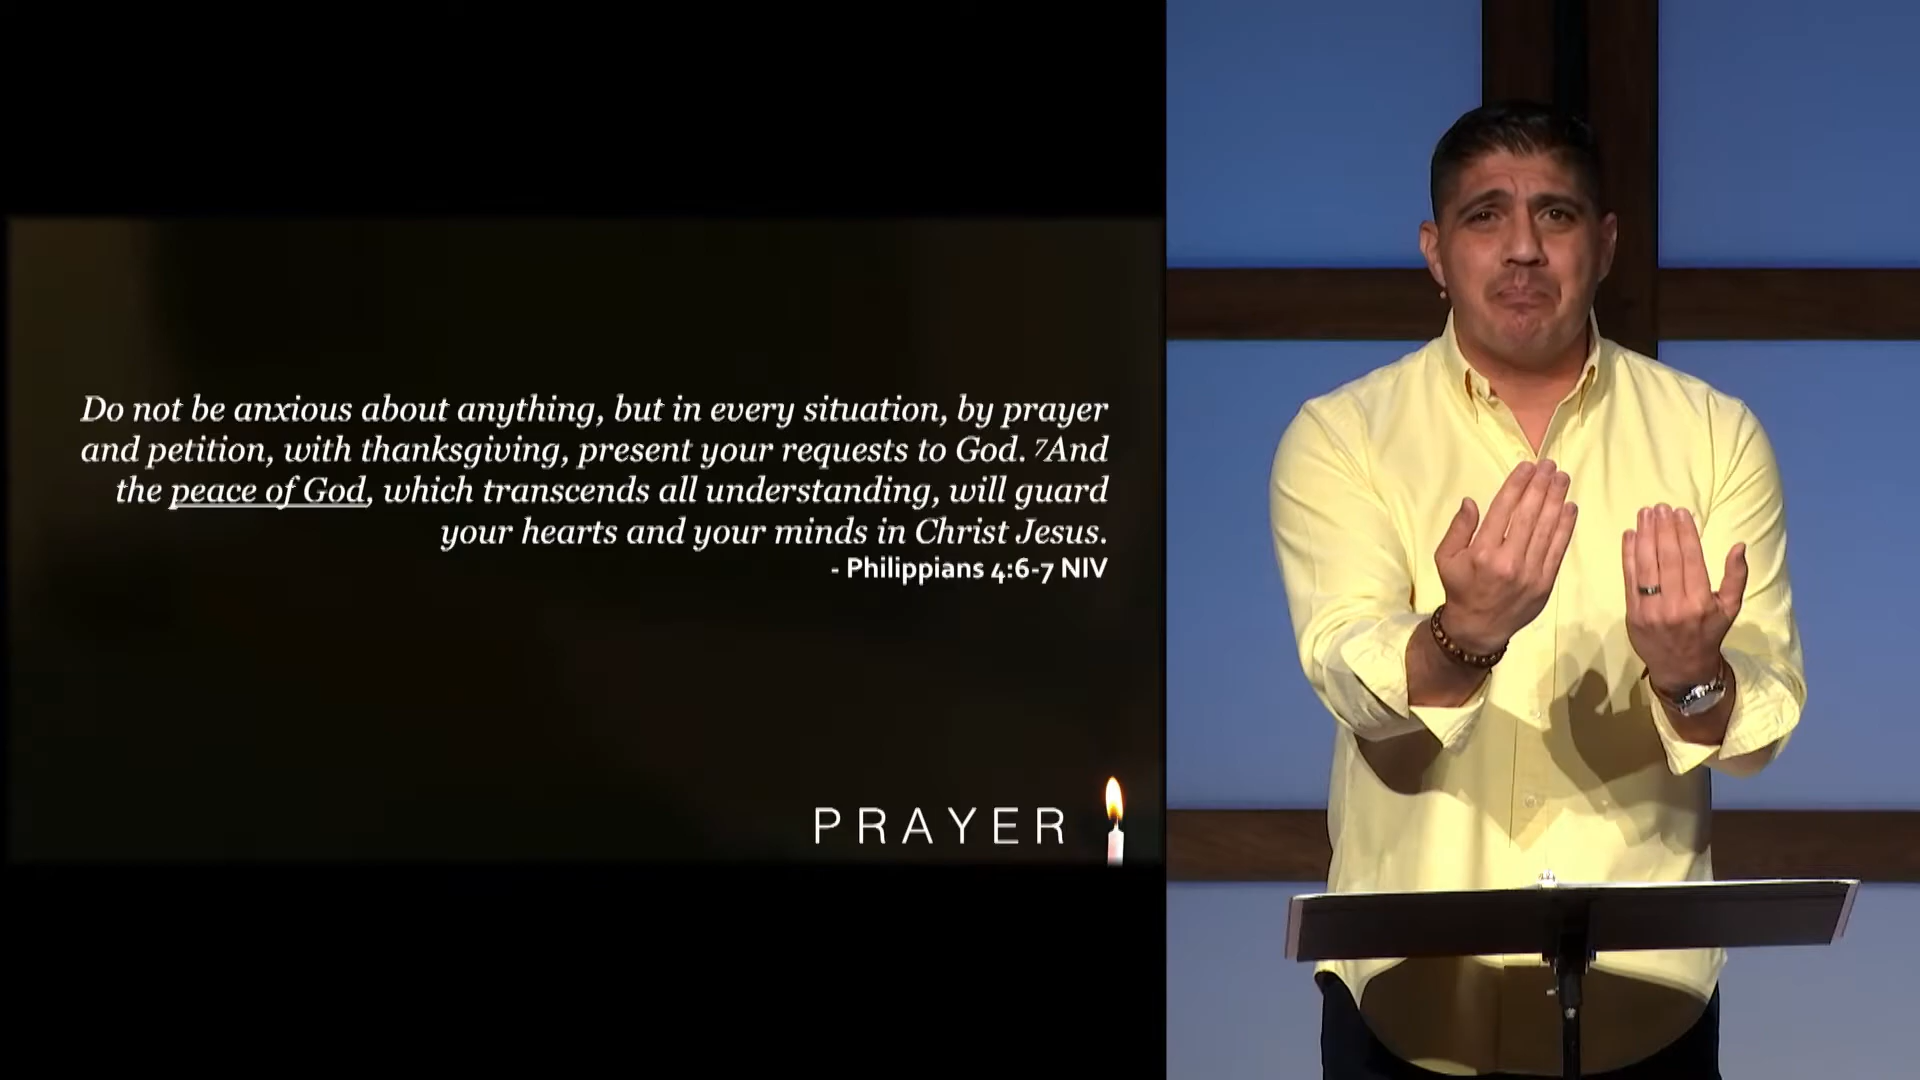 Do not be anxious about anything, but in every situation, by prayer
and petition, with thanksgiving, present your requests to God. ⁷And
the peace of God, which transcends all understanding, will guard
your hearts and your minds in Christ Jesus.
- Philippians 4:6-7 NIV
PRAYER